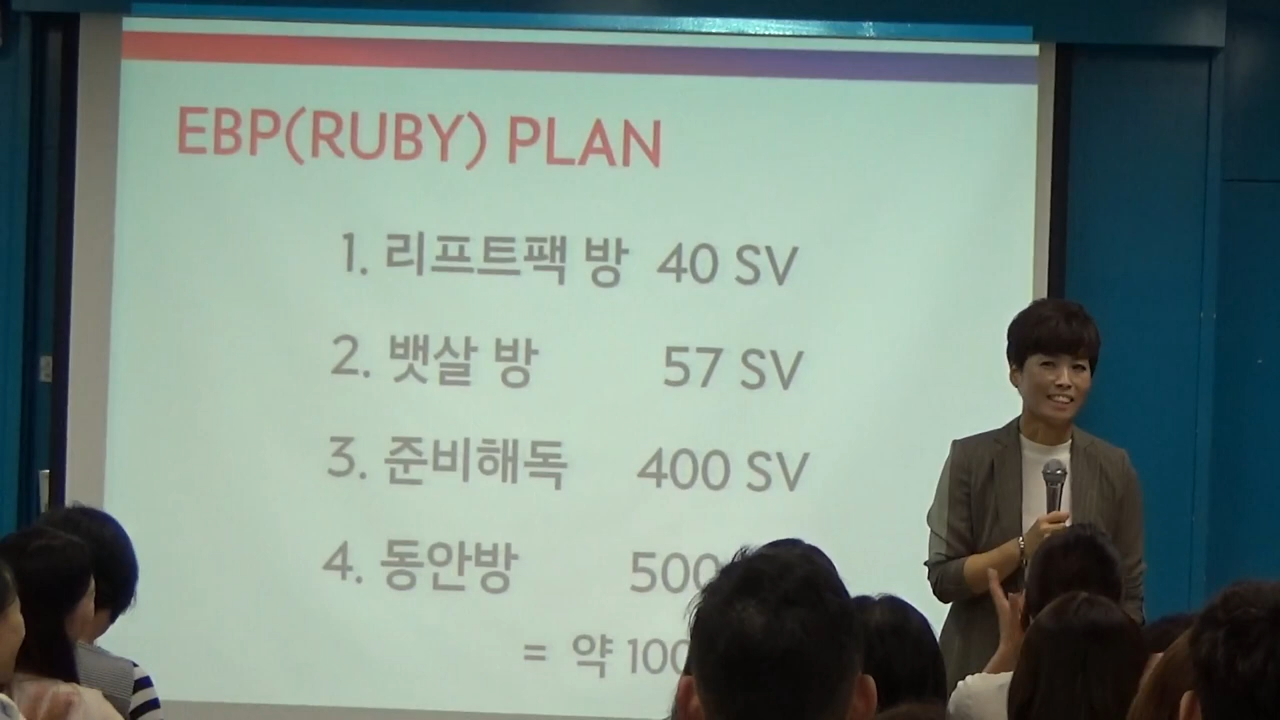 EBP(RUBY) PLAN
1. 리프트팩 방 40 SV
2. 뱃살 방 57 SV
3. 준비해독 400 SV
4. 동안방 500
= 약